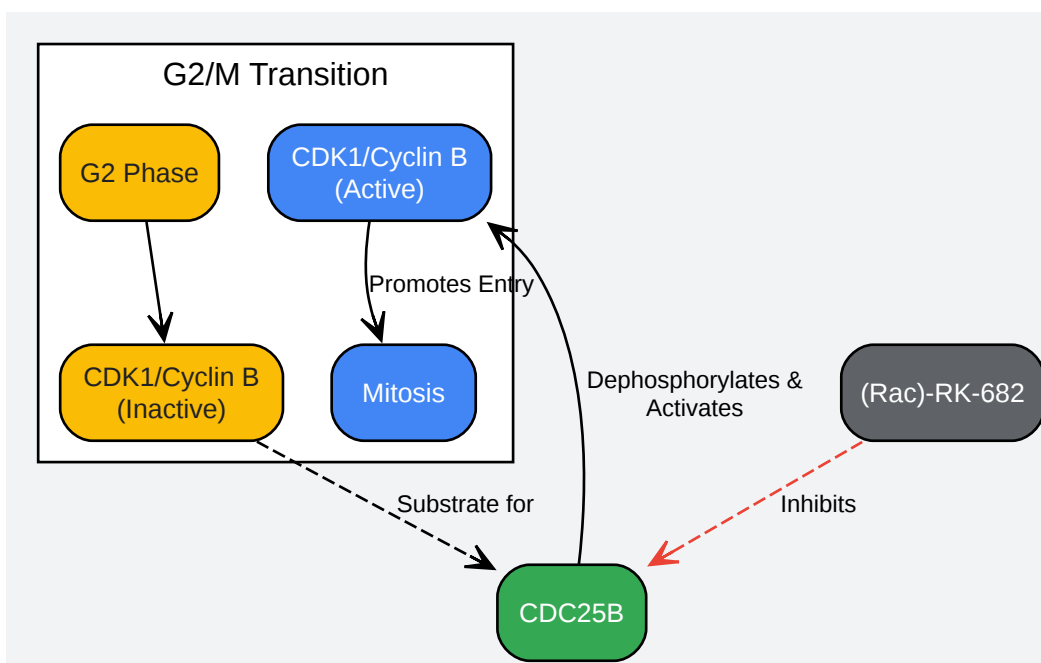 G2/M Transition
G2 Phase
CDK1/Cyclin B
(Active)
Promotes Entry
CDK1/Cyclin B
(Inactive)
Mitosis
Dephosphorylates &
Activates
(Rac)-RK-682
Substrate for
Inhibits
CDC25B